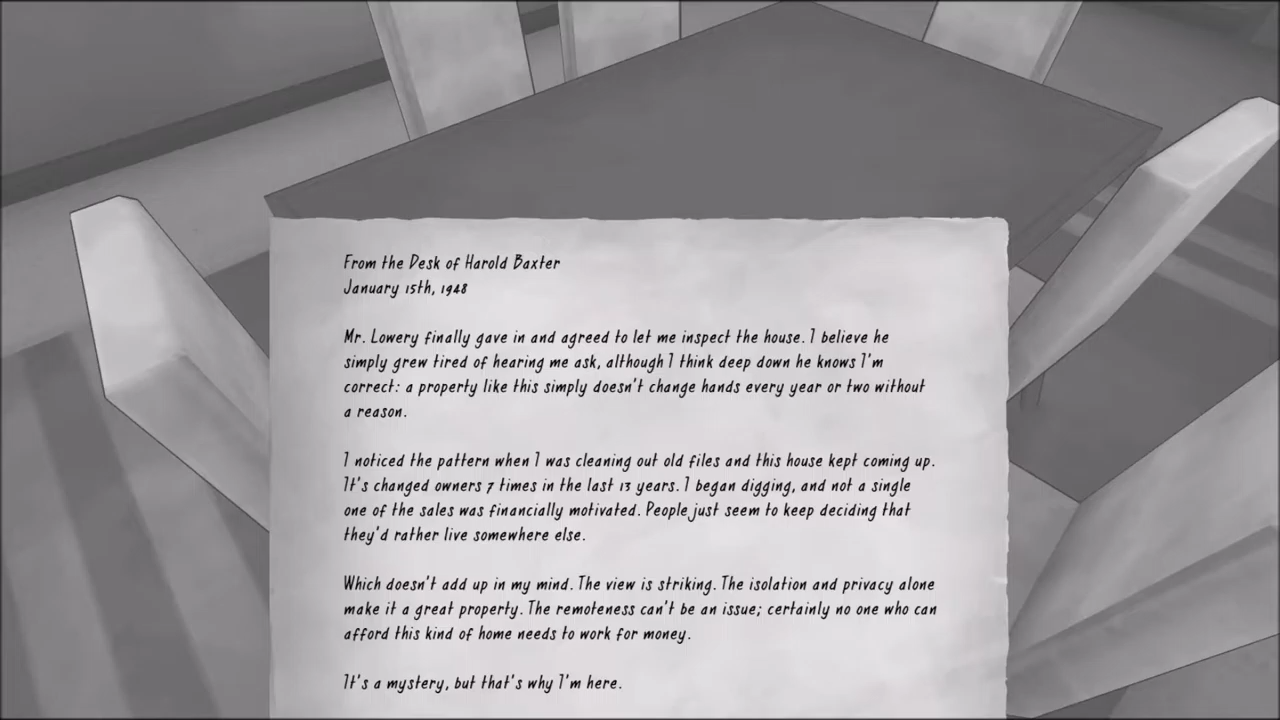 From the Desk of Harold Baxter
January 15th, 1948
Mr. Lowery finally gave in and agreed to let me inspect the house. I believe he
simply grew tired of hearing me ask, although I think deep down he knows I'm
correct: a property like this simply doesn't change hands every year or two without
a reason.
I noticed the pattern when I was cleaning out old files and this house kept coming up.
It's changed owners 7 times in the last 13 years. I began digging, and not a single
one of the sales was financially motivated. People just seem to keep deciding that
they'd rather live somewhere else.
Which doesn't add up in my mind. The view is striking. The isolation and privacy alone
make it a great property. The remoteness can't be an issue; certainly no one who can
afford this kind of home needs to work for money.
It's a mystery, but that's why I'm here.